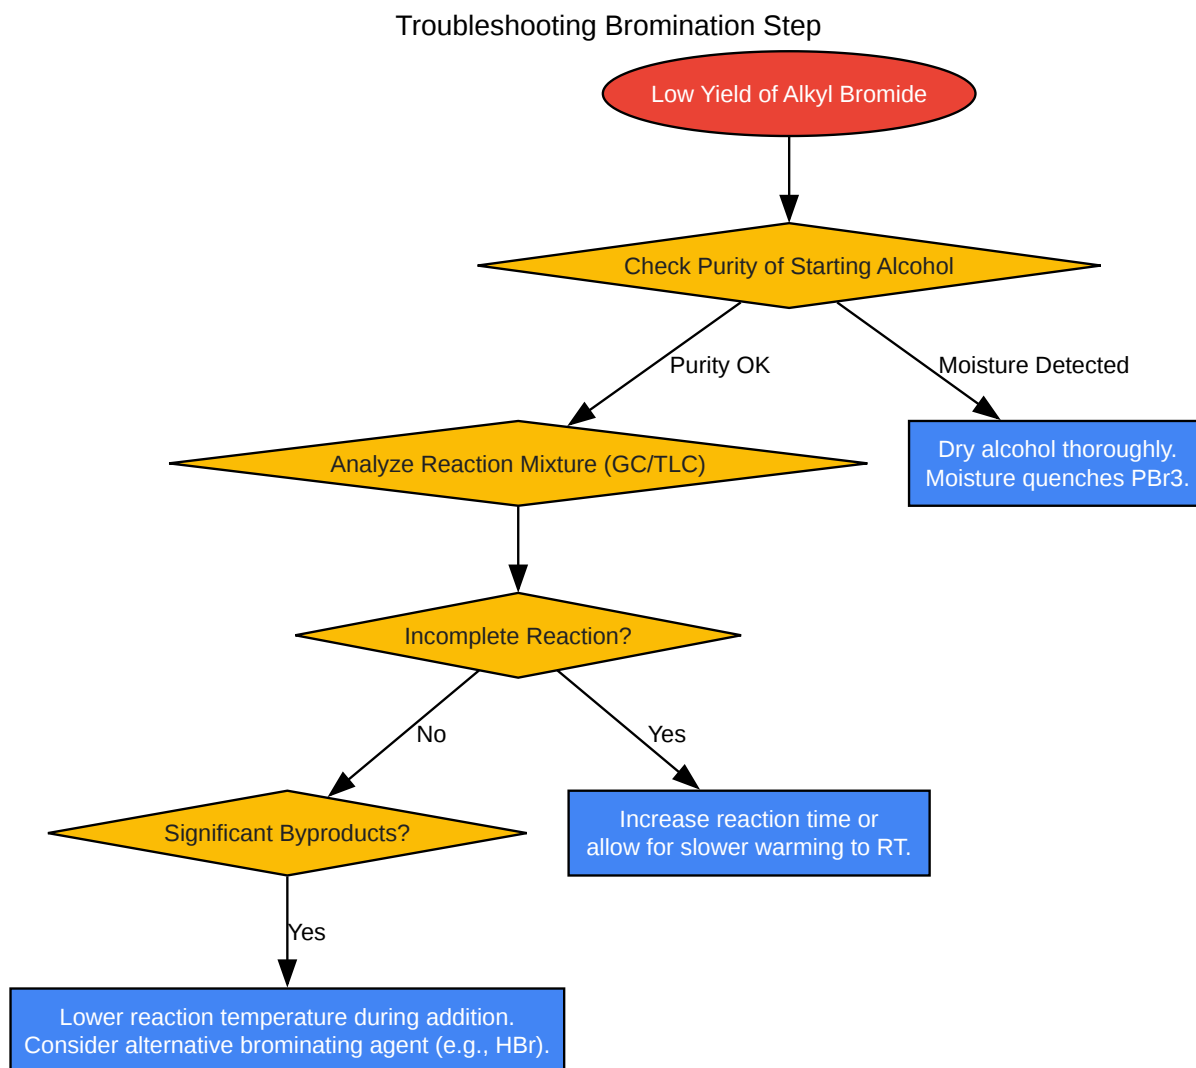 Troubleshooting Bromination Step
Low Yield of Alkyl Bromide
Check Purity of Starting Alcohol
Purity OK
Moisture Detected
Analyze Reaction Mixture (GC/TLC)
Dry alcohol thoroughly.
Moisture quenches PBr3.
Incomplete Reaction?
No
Yes
Significant Byproducts?
Increase reaction time or
allow for slower warming to RT.
Yes
Lower reaction temperature during addition.
Consider alternative brominating agent (e.g., HBr).